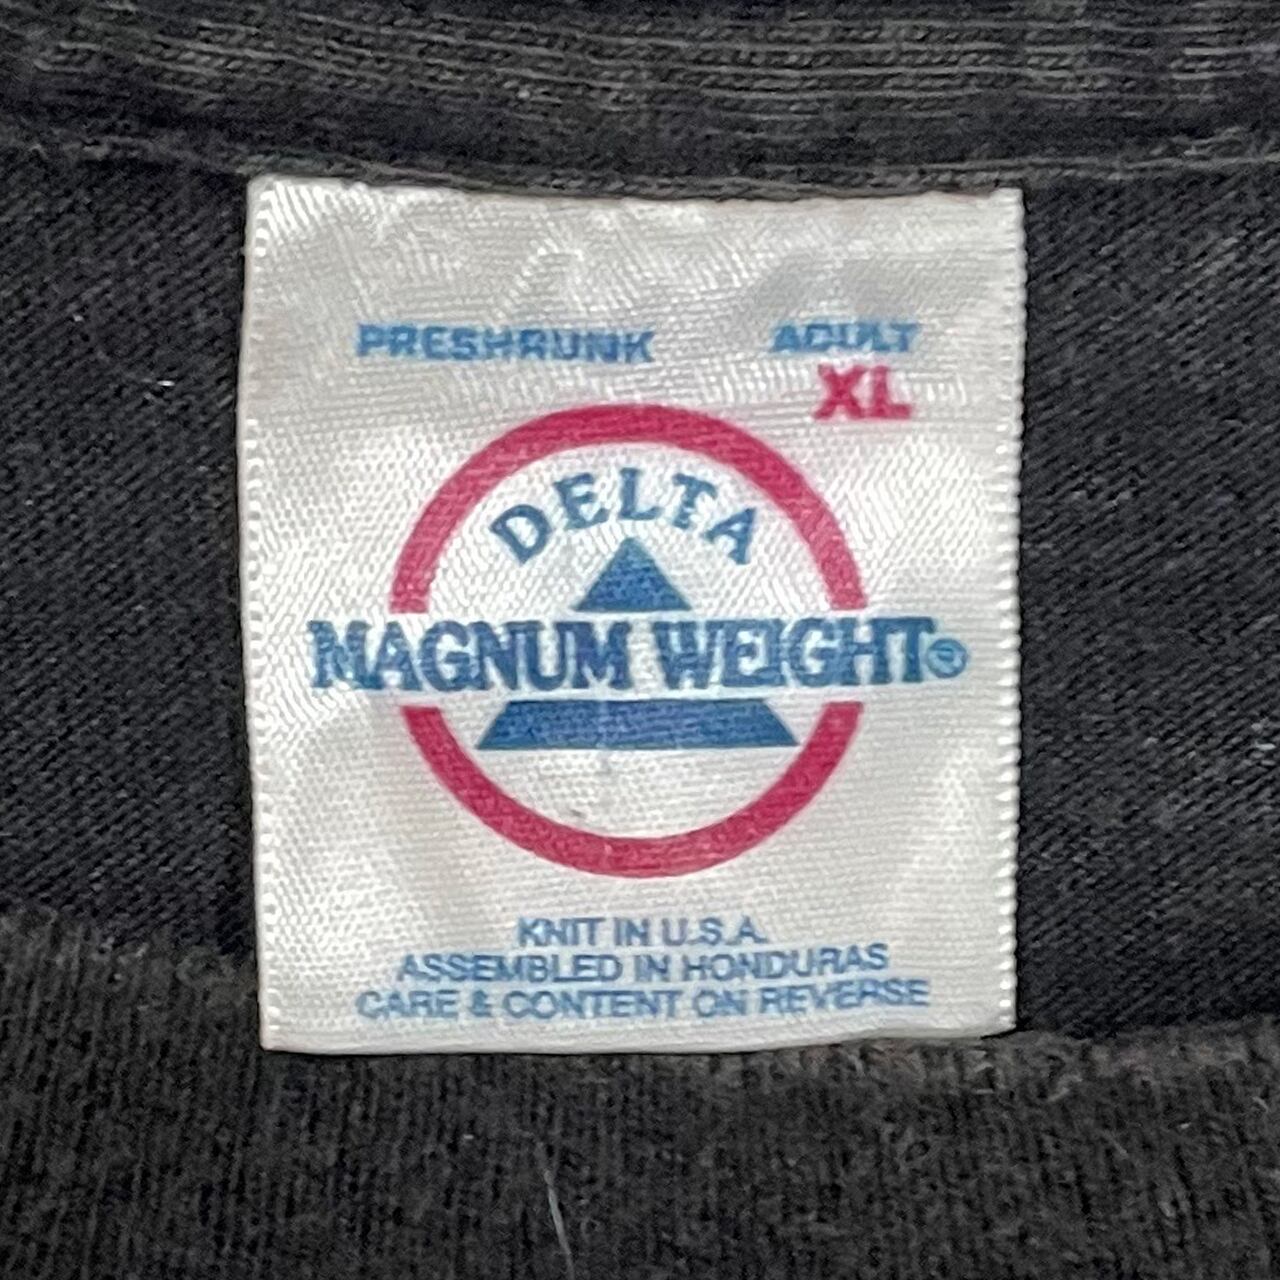 PRESHRUNK ADULT
XL
DELTA
MAGNUM WEIGHT®
KNIT IN U.S.A.
ASSEMBLED IN HONDURAS
CARE & CONTENT ON REVERSE